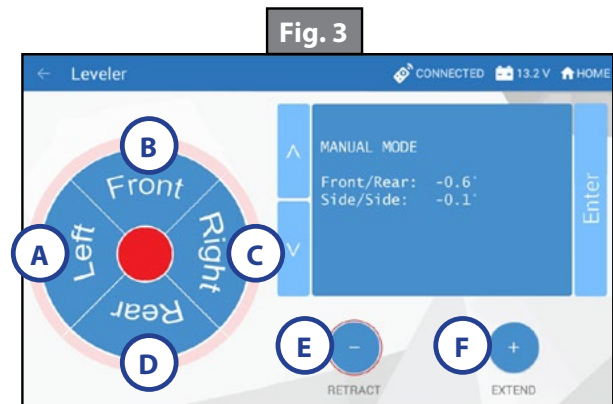 Fig. 3
← Leveler CONNECTED 13.2 V HOME
B
Front
A
Left
Right
C
Rear
D
MANUAL MODE
Front/Rear: -0.6°
Side/Side: -0.1°
Enter
E
-
F
+
RETRACT
EXTEND